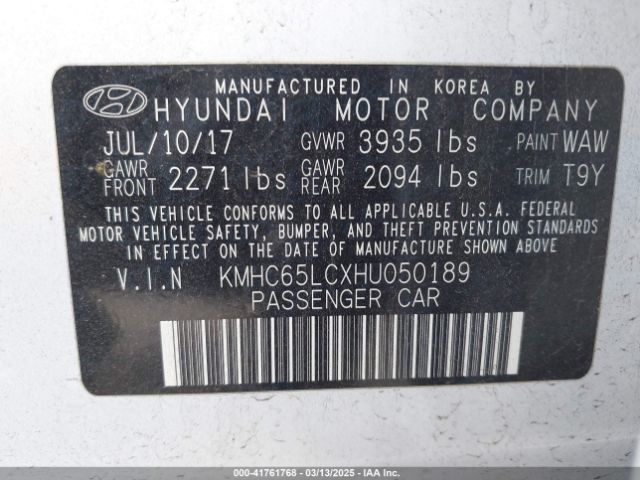 MANUFACTURED IN KOREA BY
HYUNDAI MOTOR COMPANY
JUL/10/17 GVWR 3935 lbs PAINT WAW
GAWR FRONT 2271 lbs GAWR REAR 2094 lbs TRIM T9Y
THIS VEHICLE CONFORMS TO ALL APPLICABLE U.S.A. FEDERAL
MOTOR VEHICLE SAFETY, BUMPER, AND THEFT PREVENTION STANDARDS
IN EFFECT ON THE DATE OF MANUFACTURE SHOWN ABOVE
V.I.N KMHC65LCXHU050189
PASSENGER CAR
000-41761768 — 03/13/2025 — IAA Holdings, LLC